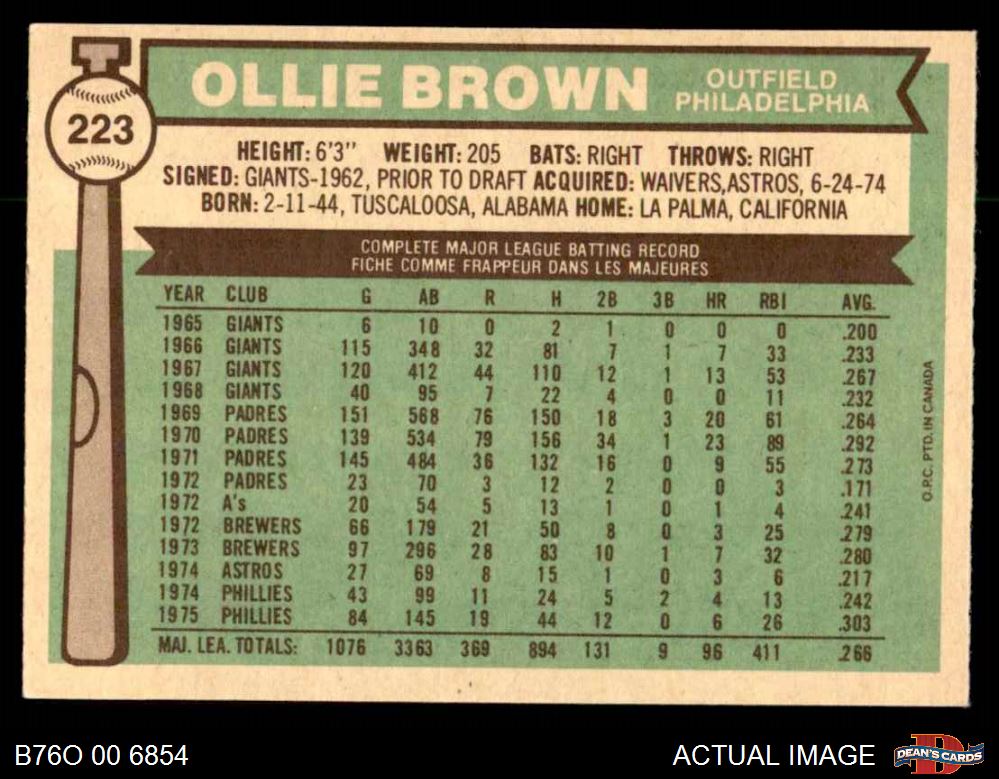 OLLIE BROWN
OUTFIELD
PHILADELPHIA
223
HEIGHT: 6'3" WEIGHT: 205 BATS: RIGHT THROWS: RIGHT
SIGNED: GIANTS-1962, PRIOR TO DRAFT ACQUIRED: WAIVERS,ASTROS, 6-24-74
BORN: 2-11-44, TUSCALOOSA, ALABAMA HOME: LA PALMA, CALIFORNIA
COMPLETE MAJOR LEAGUE BATTING RECORD
FICHE COMME FRAPPEUR DANS LES MAJEURES
YEAR CLUB G AB R H 2B 3B HR RBI AVG.
1965 GIANTS 6 10 0 2 1 0 0 0 .200
1966 GIANTS 115 348 32 81 7 1 7 33 .233
1967 GIANTS 120 412 44 110 12 1 13 53 .267
1968 GIANTS 40 95 7 22 4 0 0 11 .232
1969 PADRES 151 568 76 150 18 3 20 61 .264
1970 PADRES 139 534 79 156 34 1 23 89 .292
1971 PADRES 145 484 36 132 16 0 9 55 .273
1972 PADRES 23 70 3 12 2 0 0 3 .171
1972 A's 20 54 5 13 1 0 1 4 .241
1972 BREWERS 66 179 21 50 8 0 3 25 .279
1973 BREWERS 97 296 28 83 10 1 7 32 .280
1974 ASTROS 27 69 8 15 1 0 3 6 .217
1974 PHILLIES 43 99 11 24 5 2 4 13 .242
1975 PHILLIES 84 145 19 44 12 0 6 26 .303
MAJ. LEA. TOTALS: 1076 3363 369 894 131 9 96 411 .266
O.P.C. PTD. IN CANADA
B76O 00 6854
ACTUAL IMAGE
D
DEAN'S CARDS